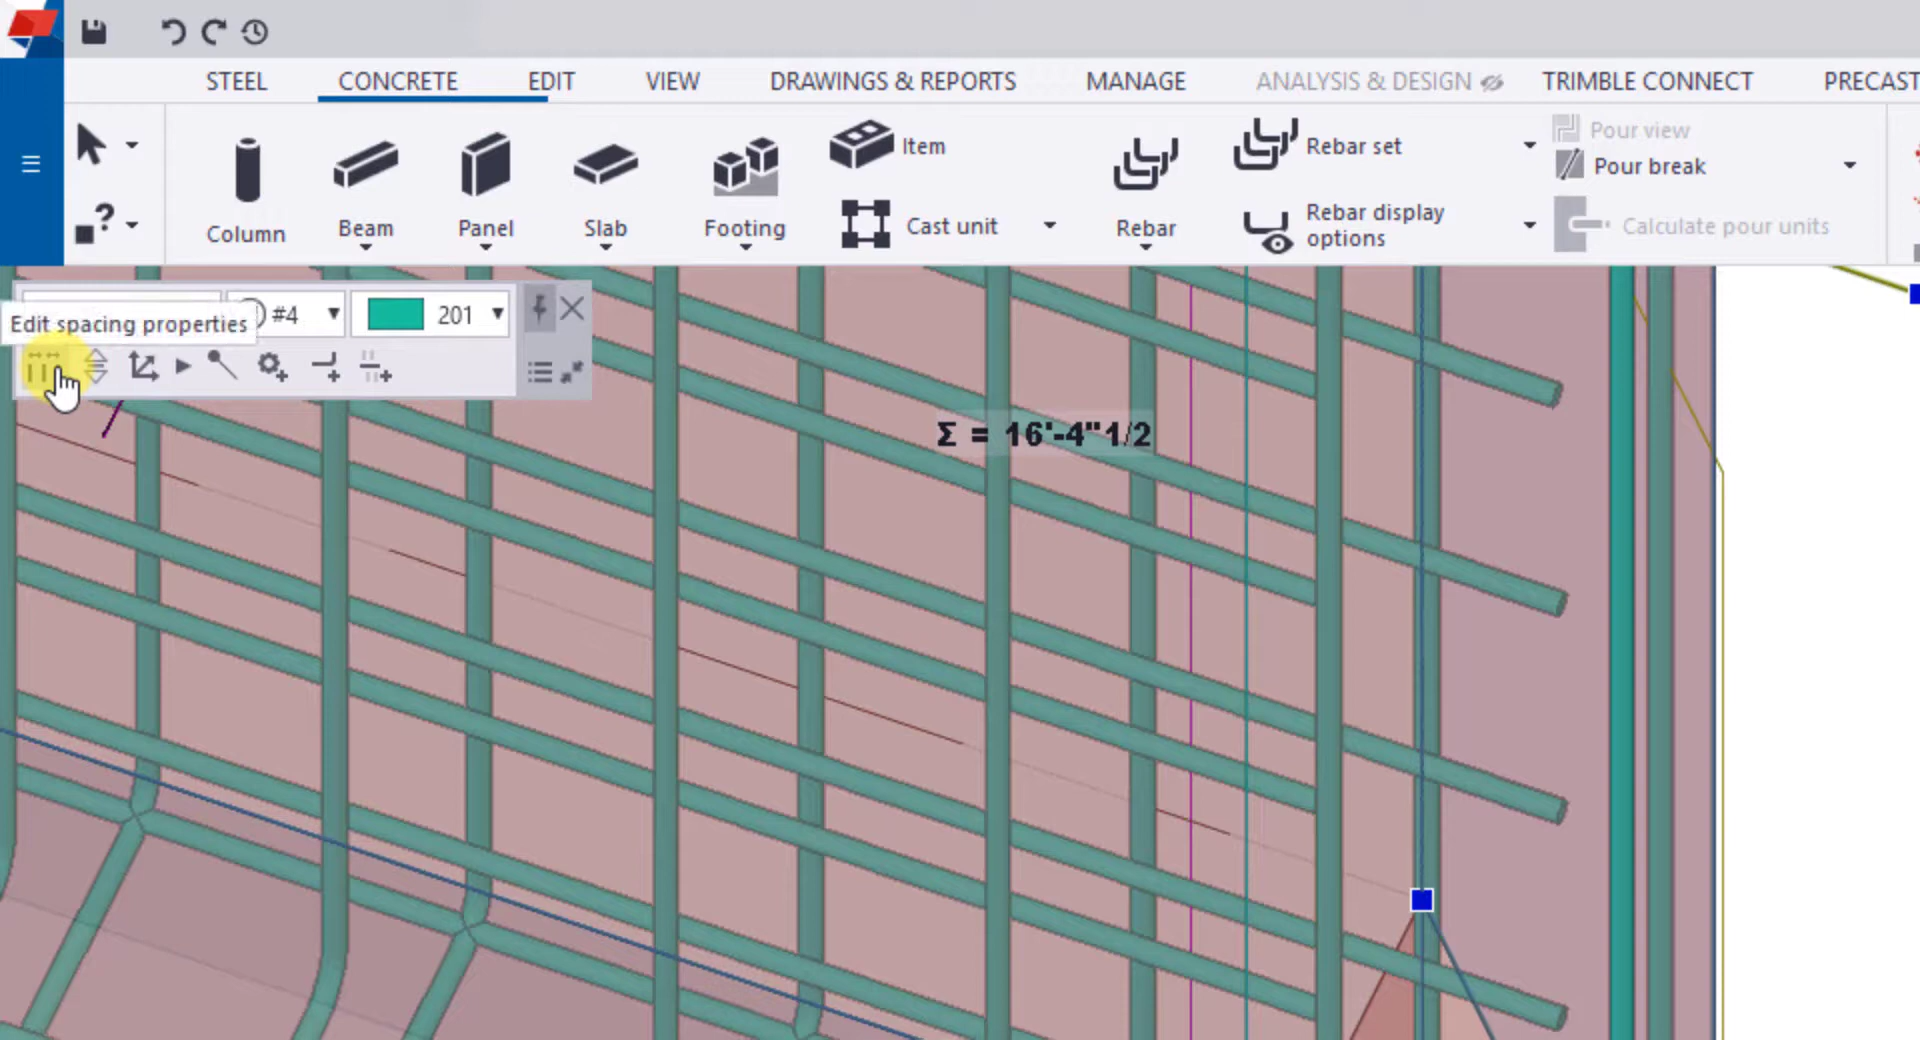 STEEL CONCRETE EDIT VIEW DRAWINGS & REPORTS MANAGE ANALYSIS & DESIGN TRIMBLE CONNECT PRECAST
Column Beam Panel Slab Footing
Item
Cast unit
Rebar
Rebar set
Rebar display
options
Pour view
Pour break
Calculate pour units
#4 201
Edit spacing properties
Σ = 16'-4"1/2